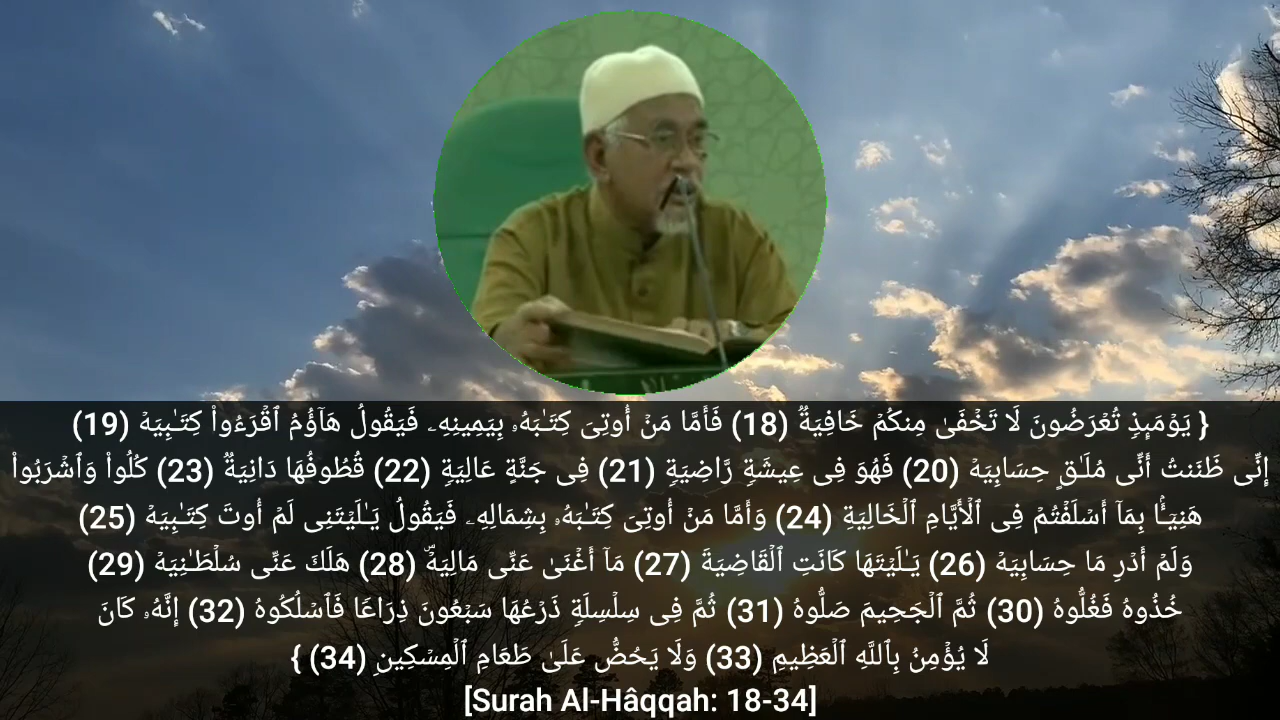 { يَوۡمَىِٕذࣲ تُعۡرَضُونَ لَا تَخۡفَىٰ مِنكُمۡ خَافِيَةࣱ (18) فَأَمَّا مَنۡ أُوتِیَ كِتَـٰبَهُۥ بِيَمِينِهِۦ فَيَقُولُ هَاۤؤُمُ ٱقۡرَءُوا۟ كِتَـٰبِيَهۡ (19)
إِنِّی ظَنَنتُ أَنِّی مُلَـٰقٍ حِسَابِيَهۡ (20) فَهُوَ فِی عِيشَةࣲ رَّاضِيَةࣲ (21) فِی جَنَّةٍ عَالِيَةࣲ (22) قُطُوفُهَا دَانِيَةࣱ (23) كُلُوا۟ وَٱشۡرَبُوا۟
هَنِيۤـَٔۢا بِمَاۤ أَسۡلَفۡتُمۡ فِی ٱلۡأَيَّامِ ٱلۡخَالِيَةِ (24) وَأَمَّا مَنۡ أُوتِیَ كِتَـٰبَهُۥ بِشِمَالِهِۦ فَيَقُولُ يَـٰلَيۡتَنِی لَمۡ أُوتَ كِتَـٰبِيَهۡ (25)
وَلَمۡ أَدۡرِ مَا حِسَابِيَهۡ (26) يَـٰلَيۡتَهَا كَانَتِ ٱلۡقَاضِيَةَ (27) مَاۤ أَغۡنَىٰ عَنِّی مَالِيَهۡۜ (28) هَلَكَ عَنِّی سُلۡطَـٰنِيَهۡ (29)
خُذُوهُ فَغُلُّوهُ (30) ثُمَّ ٱلۡجَحِيمَ صَلُّوهُ (31) ثُمَّ فِی سِلۡسِلَةࣲ ذَرۡعُهَا سَبۡعُونَ ذِرَاعࣰا فَٱسۡلُكُوهُ (32) إِنَّهُۥ كَانَ
لَا يُؤۡمِنُ بِٱللَّهِ ٱلۡعَظِيمِ (33) وَلَا يَحُضُّ عَلَىٰ طَعَامِ ٱلۡمِسۡكِينِ (34) }
[Surah Al-Hâqqah: 18-34]